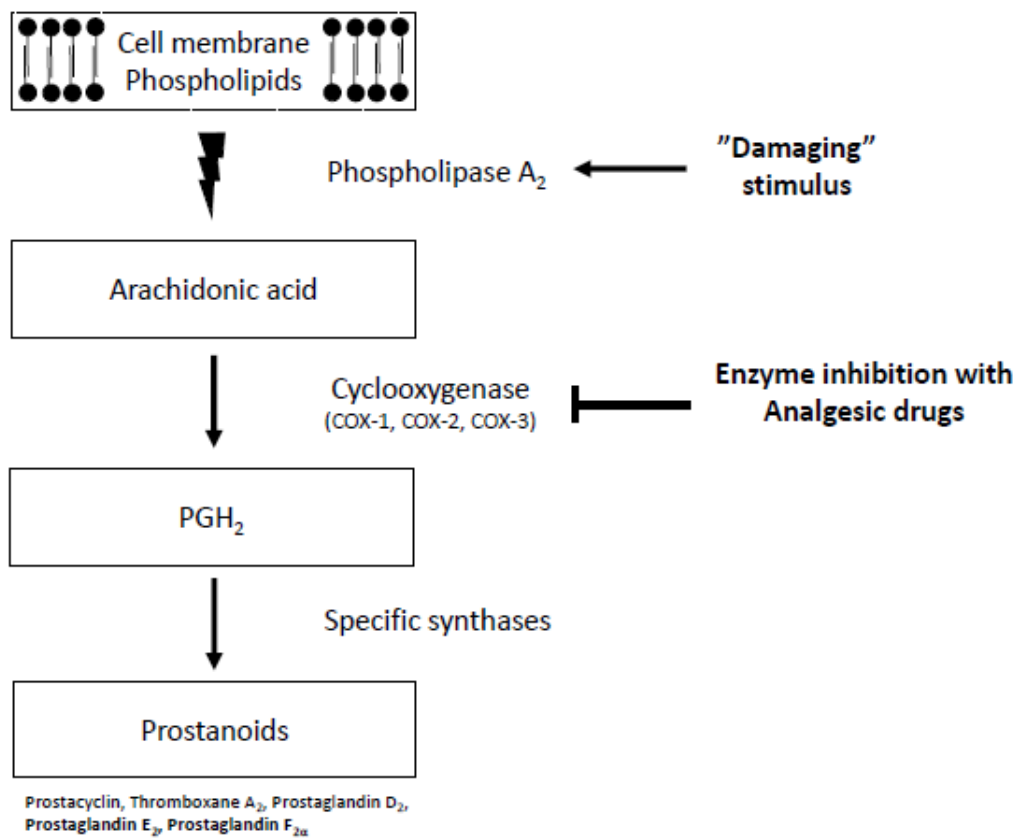 Cell membrane
Phospholipids
Phospholipase A₂
”Damaging”
stimulus
Arachidonic acid
Cyclooxygenase
(COX-1, COX-2, COX-3)
Enzyme inhibition with
Analgesic drugs
PGH₂
Specific synthases
Prostanoids
Prostacyclin, Thromboxane A₂, Prostaglandin D₂,
Prostaglandin E₂, Prostaglandin F₂α